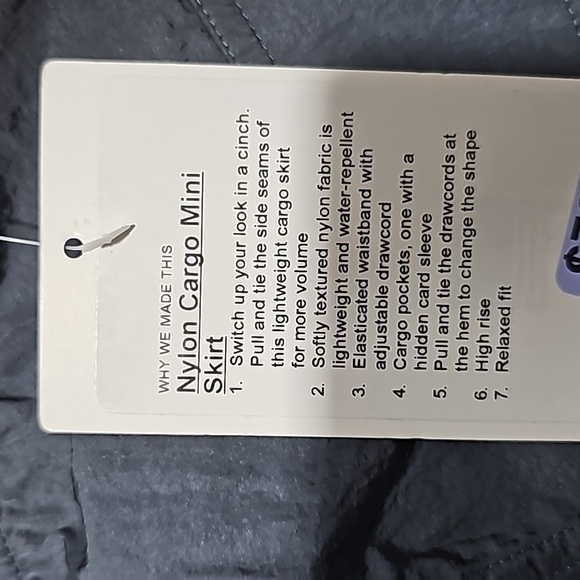 WHY WE MADE THIS
Nylon Cargo Mini
Skirt
1. Switch up your look in a cinch.
Pull and tie the side seams of
this lightweight cargo skirt
for more volume
2. Softly textured nylon fabric is
lightweight and water-repellent
3. Elasticated waistband with
adjustable drawcord
4. Cargo pockets, one with a
hidden card sleeve
5. Pull and tie the drawcords at
the hem to change the shape
6. High rise
7. Relaxed fit